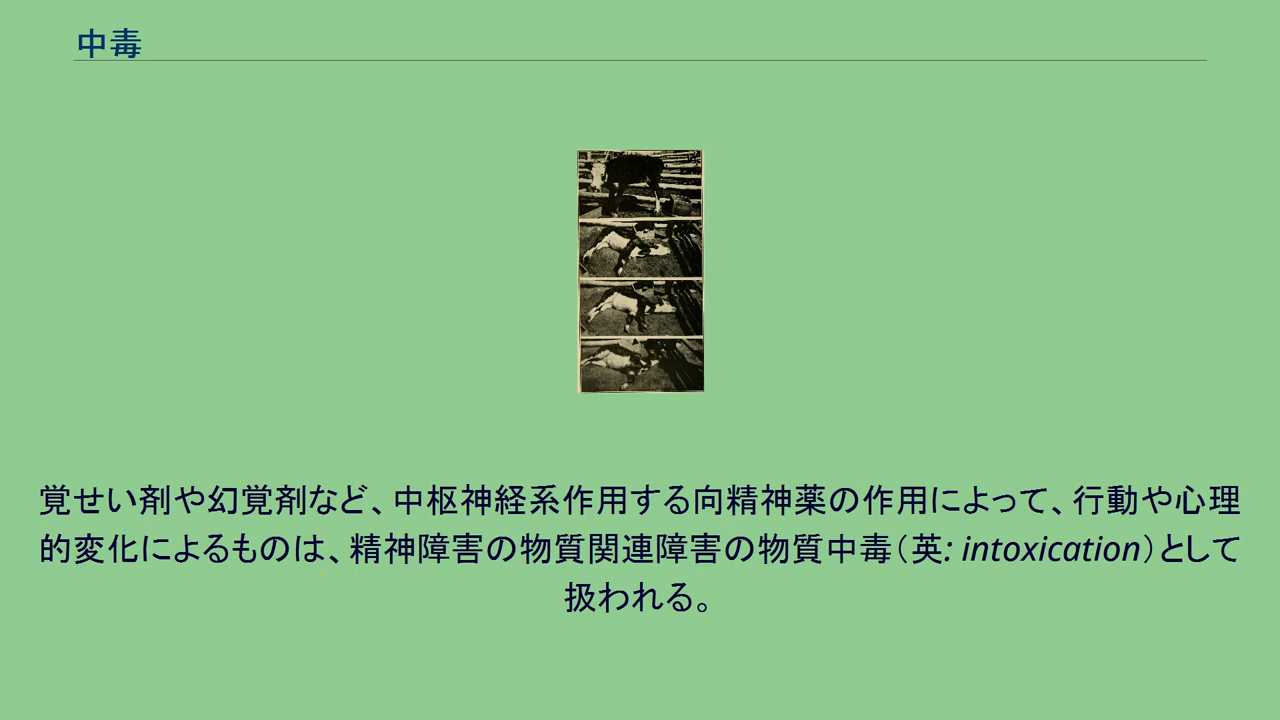 中毒
覚せい剤や幻覚剤など、中枢神経系作用する向精神薬の作用によって、行動や心理
的変化によるものは、精神障害の物質関連障害の物質中毒（英: intoxication）として
扱われる。